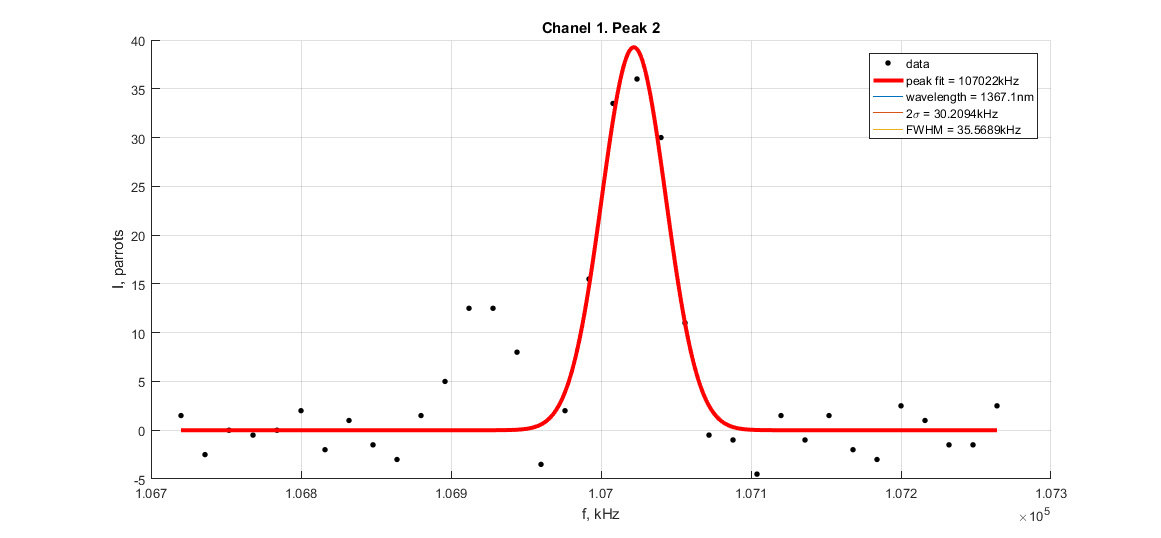 Chanel 1. Peak 2
40
35
30
25
20
15
10
5
0
-5
I, parrots
data
peak fit = 107022kHz
wavelength = 1367.1nm
2σ = 30.2094kHz
FWHM = 35.5689kHz
1.067 1.068 1.069 1.07 1.071 1.072 1.073
f, kHz
×10⁵